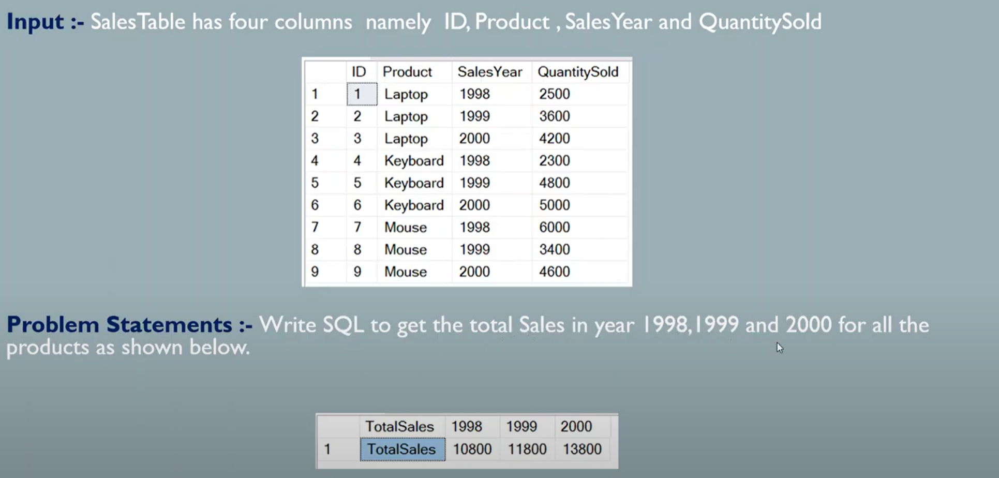 Input :- SalesTable has four columns namely ID, Product , SalesYear and QuantitySold
ID Product SalesYear QuantitySold
1 1 Laptop 1998 2500
2 2 Laptop 1999 3600
3 3 Laptop 2000 4200
4 4 Keyboard 1998 2300
5 5 Keyboard 1999 4800
6 6 Keyboard 2000 5000
7 7 Mouse 1998 6000
8 8 Mouse 1999 3400
9 9 Mouse 2000 4600
Problem Statements :- Write SQL to get the total Sales in year 1998,1999 and 2000 for all the
products as shown below.
TotalSales 1998 1999 2000
1 TotalSales 10800 11800 13800